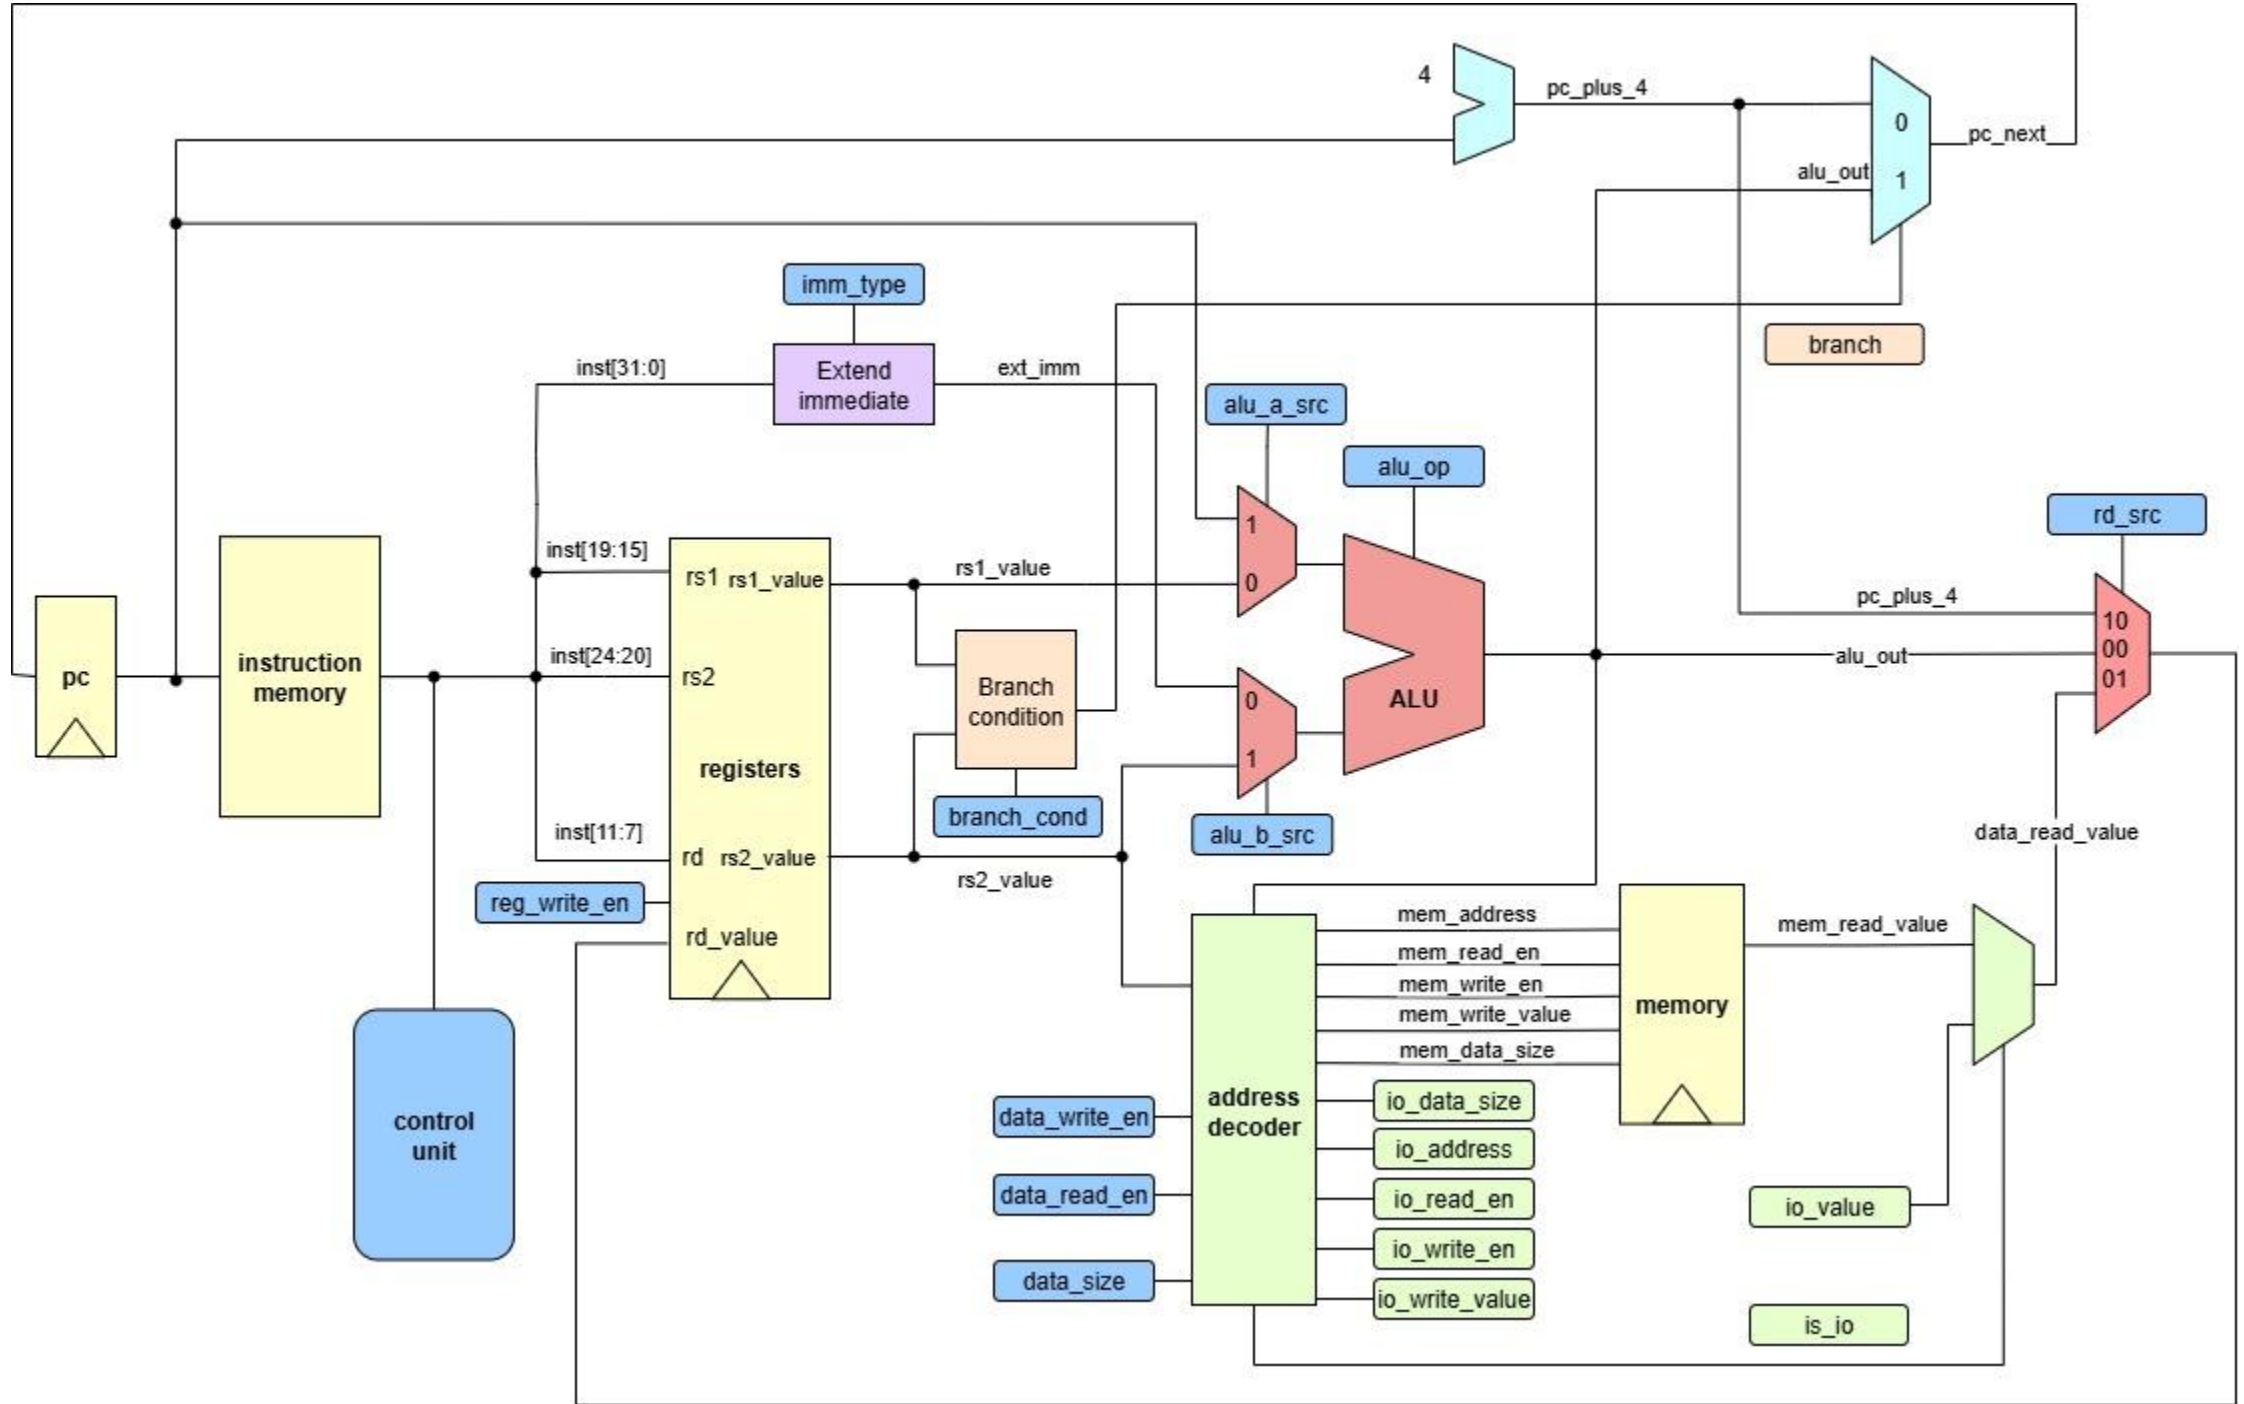 4
pc_plus_4
0
pc_next
alu_out
1
imm_type
branch
inst[31:0]
Extend
immediate
ext_imm
alu_a_src
alu_op
rd_src
1
inst[19:15]
rs1
rs1_value
rs1_value
0
pc_plus_4
10
00
01
alu_out
pc
instruction
memory
inst[24:20]
rs2
Branch
condition
0
ALU
registers
1
branch_cond
alu_b_src
inst[11:7]
rd
rs2_value
rs2_value
data_read_value
reg_write_en
rd_value
mem_address
mem_read_en
mem_write_en
mem_write_value
mem_data_size
memory
mem_read_value
control
unit
address
decoder
data_write_en
data_read_en
data_size
io_data_size
io_address
io_read_en
io_write_en
io_write_value
io_value
is_io